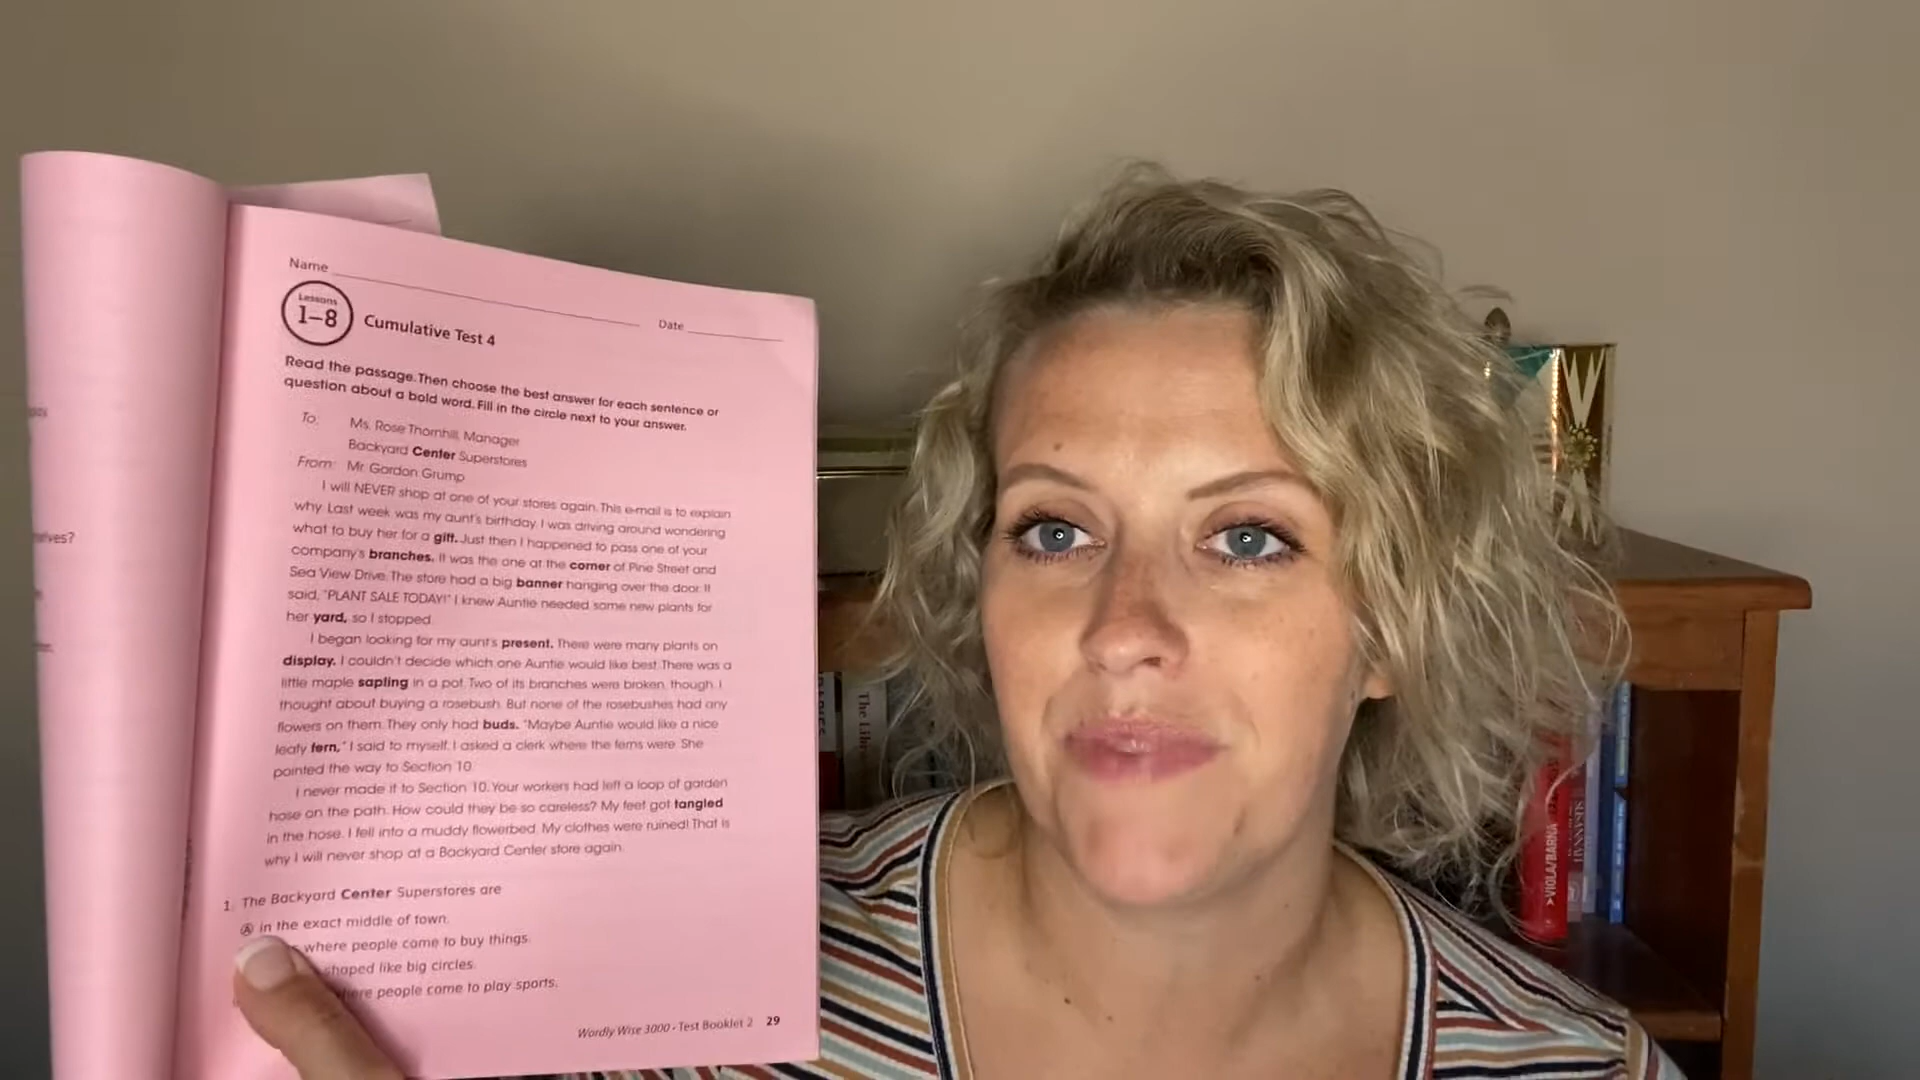 Name
Date
Lessons
1–8
Cumulative Test 4
Read the passage. Then choose the best answer for each sentence or
question about a bold word. Fill in the circle next to your answer.
To: Ms. Rose Thornhill, Manager
Backyard Center Superstores
From: Mr. Gordon Grump
I will NEVER shop at one of your stores again. This e-mail is to explain
why. Last week was my aunt's birthday. I was driving around wondering
what to buy her for a gift. Just then I happened to pass one of your
company's branches. It was the one at the corner of Pine Street and
Sea View Drive. The store had a big banner hanging over the door. It
said, "PLANT SALE TODAY!" I knew Auntie needed some new plants for
her yard, so I stopped.
I began looking for my aunt's present. There were many plants on
display. I couldn't decide which one Auntie would like best. There was a
little maple sapling in a pot. Two of its branches were broken, though. I
thought about buying a rosebush. But none of the rosebushes had any
flowers on them. They only had buds. "Maybe Auntie would like a nice
leafy fern," I said to myself. I asked a clerk where the ferns were. She
pointed the way to Section 10.
I never made it to Section 10. Your workers had left a loop of garden
hose on the path. How could they be so careless? My feet got tangled
in the hose. I fell into a muddy flowerbed. My clothes were ruined! That is
why I will never shop at a Backyard Center store again.
1. The Backyard Center Superstores are
A in the exact middle of town.
where people come to buy things.
shaped like big circles.
where people come to play sports.
Wordly Wise 3000 • Test Booklet 2 29
VIOLA/BARNA
W